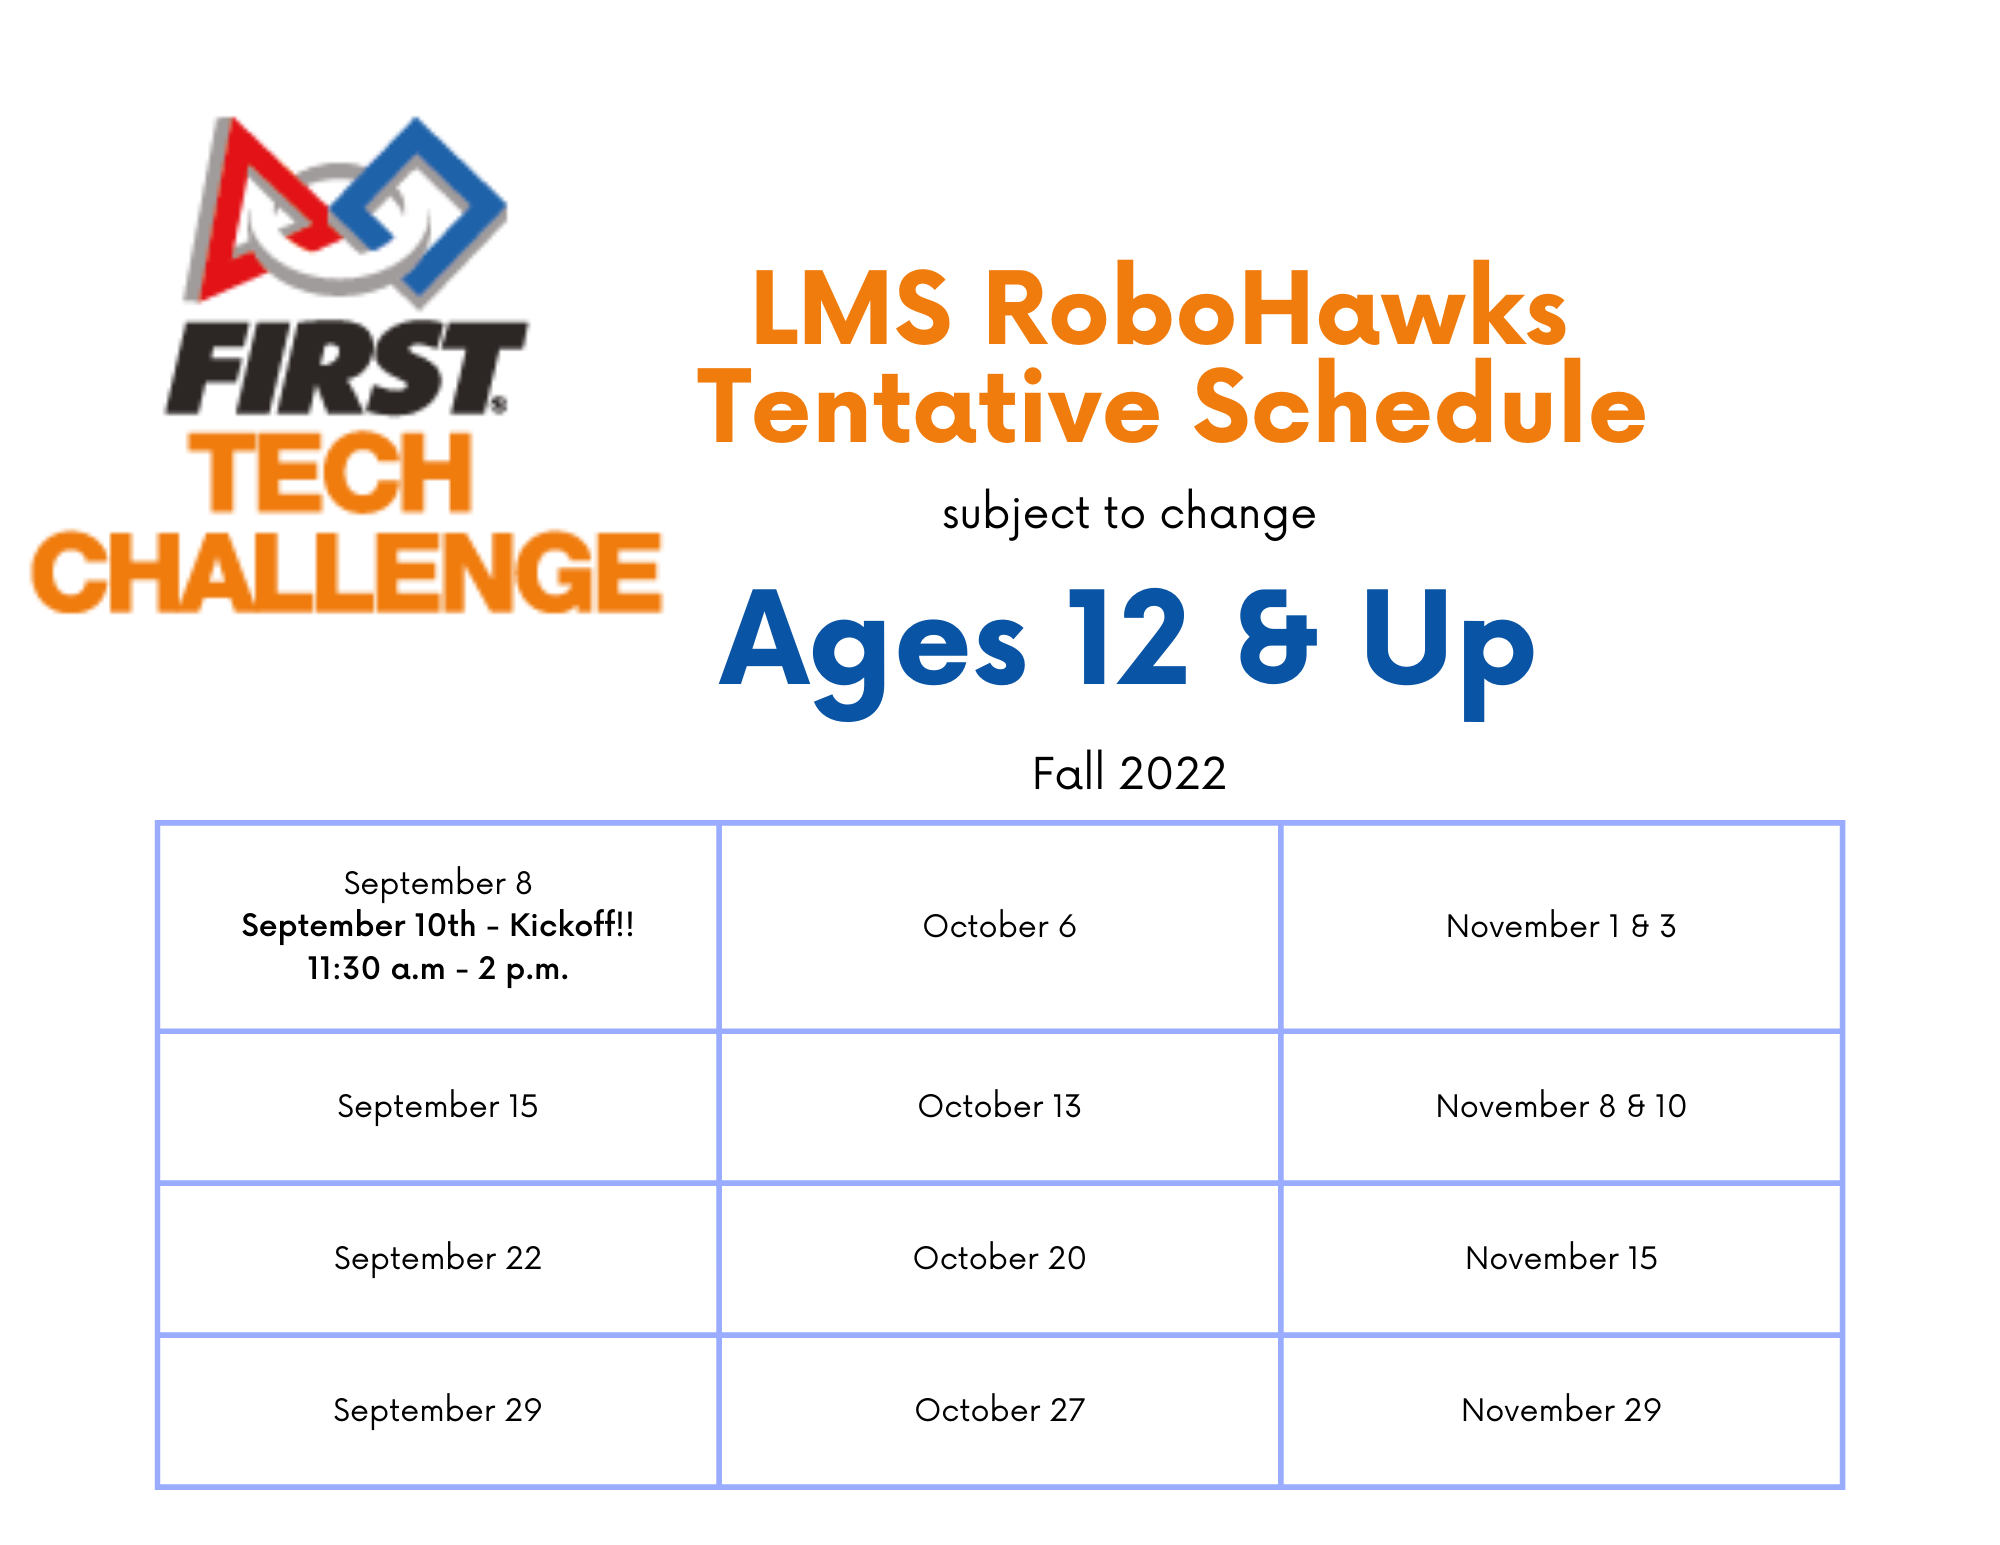 FIRST®
TECH
CHALLENGE
LMS RoboHawks
Tentative Schedule
subject to change
Ages 12 & Up
Fall 2022
September 8
September 10th - Kickoff!!
11:30 a.m - 2 p.m.
October 6
November 1 & 3
September 15
October 13
November 8 & 10
September 22
October 20
November 15
September 29
October 27
November 29